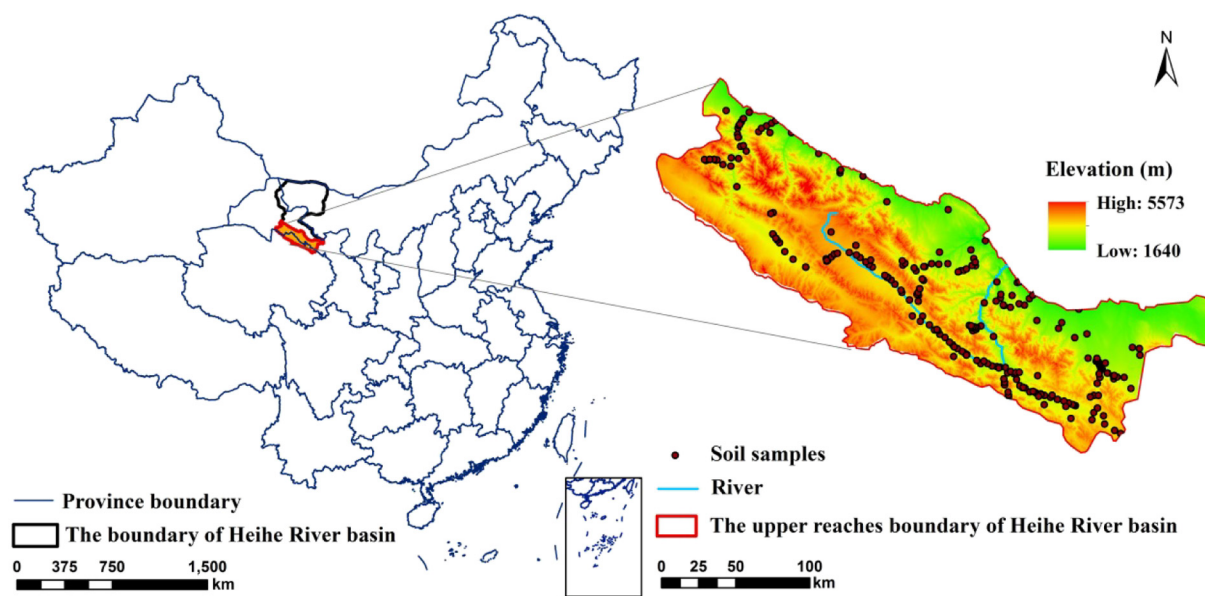 N
Elevation (m)
High: 5573
Low: 1640
Soil samples
River
The upper reaches boundary of Heihe River basin
0 25 50 100
km
Province boundary
The boundary of Heihe River basin
0 375 750 1,500
km